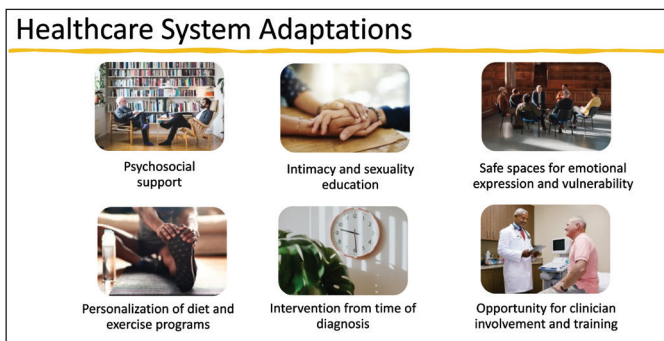 Healthcare System Adaptations
Psychosocial
support
Intimacy and sexuality
education
Safe spaces for emotional
expression and vulnerability
Personalization of diet and
exercise programs
Intervention from time of
diagnosis
Opportunity for clinician
involvement and training